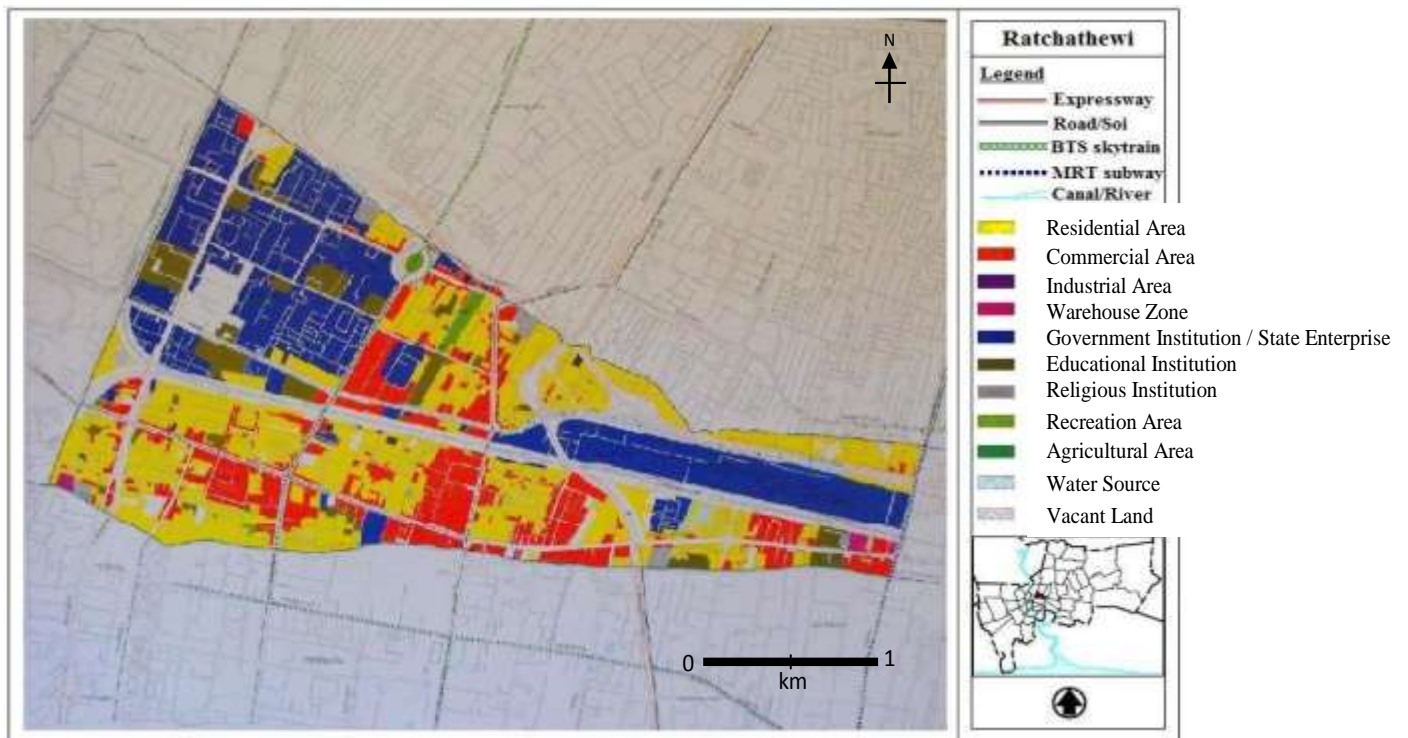 N
0
1
km
Ratchathewi
Legend
Expressway
Road/Soi
BTS skytrain
MRT subway
Canal/River
Residential Area
Commercial Area
Industrial Area
Warehouse Zone
Government Institution / State Enterprise
Educational Institution
Religious Institution
Recreation Area
Agricultural Area
Water Source
Vacant Land